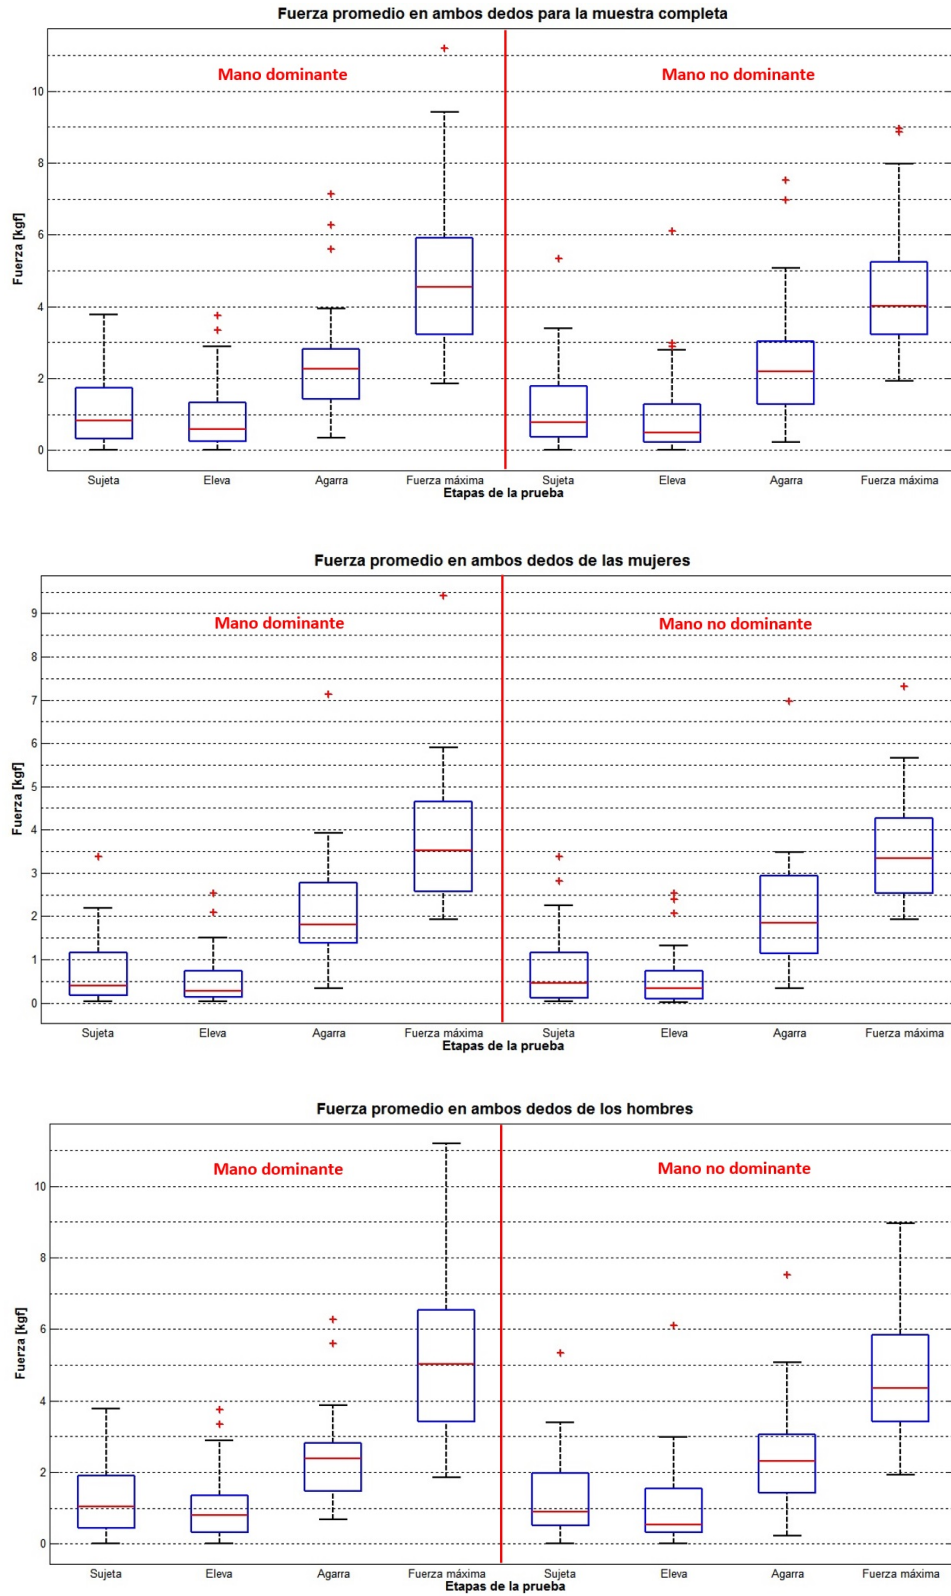 Fuerza promedio en ambos dedos para la muestra completa
Mano dominante
Mano no dominante
10
8
6
4
2
0
Fuerza [kgf]
Sujeta Eleva Agarra Fuerza máxima Sujeta Eleva Agarra Fuerza máxima
Etapas de la prueba
Fuerza promedio en ambos dedos de las mujeres
Mano dominante
Mano no dominante
9
8
7
6
5
4
3
2
1
0
Fuerza [kgf]
Sujeta Eleva Agarra Fuerza máxima Sujeta Eleva Agarra Fuerza máxima
Etapas de la prueba
Fuerza promedio en ambos dedos de los hombres
Mano dominante
Mano no dominante
10
8
6
4
2
0
Fuerza [kgf]
Sujeta Eleva Agarra Fuerza máxima Sujeta Eleva Agarra Fuerza máxima
Etapas de la prueba